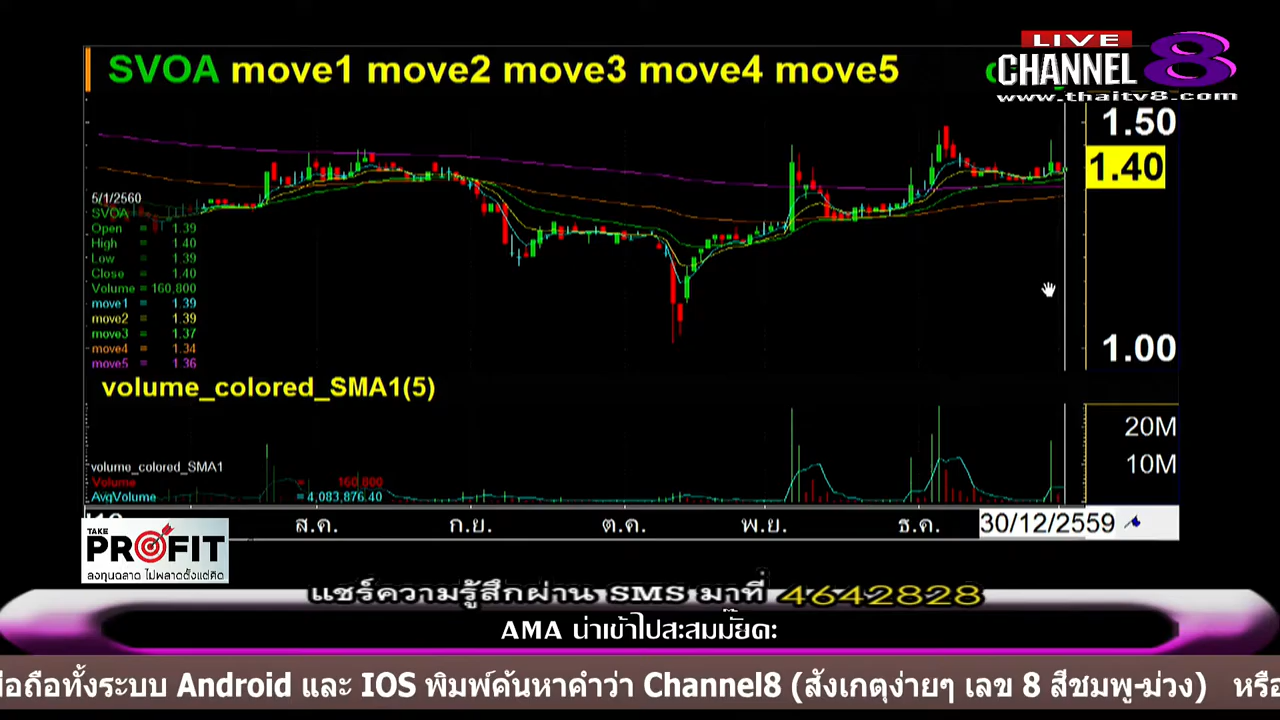 LIVE
CHANNEL 8
www.thaitv8.com
SVOA move1 move2 move3 move4 move5
1.50
1.40
1.00
5/1/2560
SVOA
Open = 1.39
High = 1.40
Low = 1.39
Close = 1.40
Volume = 160,800
move1 = 1.39
move2 = 1.39
move3 = 1.37
move4 = 1.34
move5 = 1.36
volume_colored_SMA1(5)
20M
10M
volume_colored_SMA1
Volume = 160,800
AvgVolume = 4,083,876.40
ส.ค. ก.ย. ต.ค. พ.ย. ธ.ค. 30/12/2559
TAKE
PROFIT
ลงทุนฉลาด ไม่พลาดตั้งแต่คิด
แชร์ความรู้สึกผ่าน SMS มาที่ 4642828
AMA น่าเข้าไปสะสมมั๊ยคะ
มือถือทั้งระบบ Android และ IOS พิมพ์ค้นหาคำว่า Channel8 (สังเกตุง่ายๆ เลข 8 สีชมพู-ม่วง) หรือ